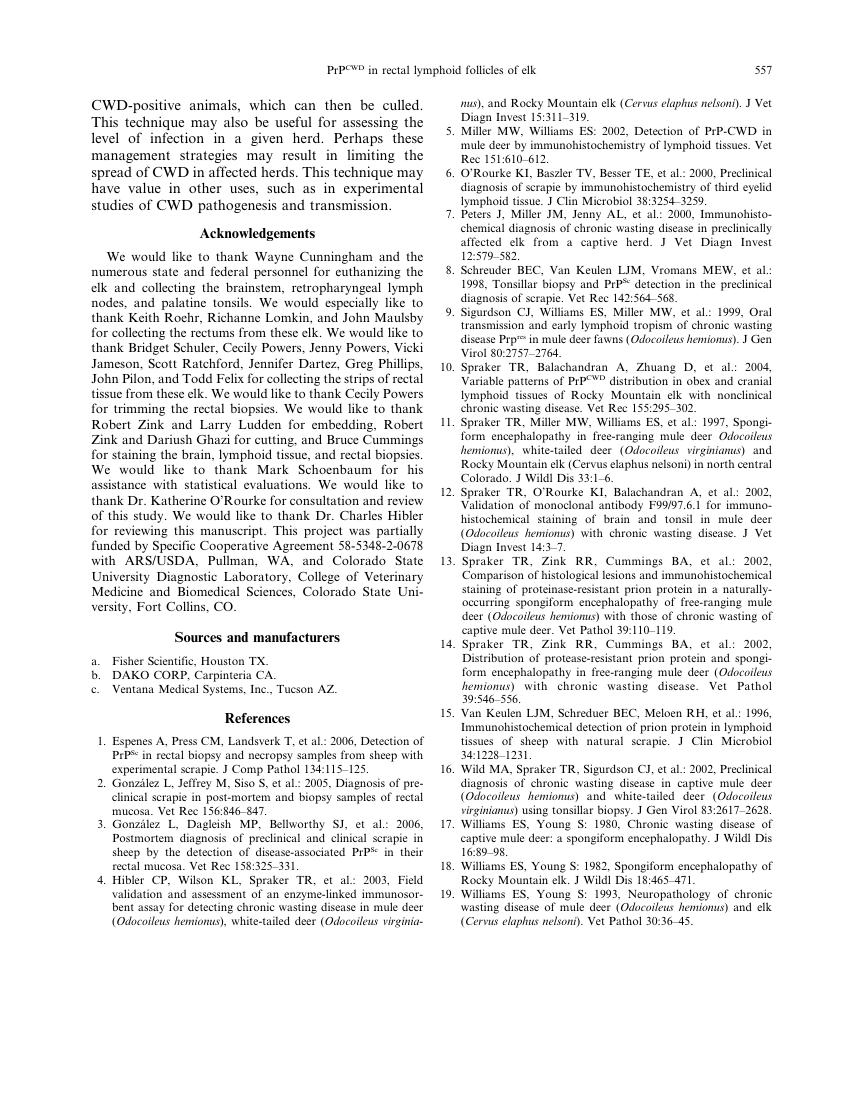 PrPCWD in rectal lymphoid follicles of elk
557
CWD-positive animals, which can then be culled.
This technique may also be useful for assessing the
level of infection in a given herd. Perhaps these
management strategies may result in limiting the
spread of CWD in affected herds. This technique may
have value in other uses, such as in experimental
studies of CWD pathogenesis and transmission.
Acknowledgements
We would like to thank Wayne Cunningham and the
numerous state and federal personnel for euthanizing the
elk and collecting the brainstem, retropharyngeal lymph
nodes, and palatine tonsils. We would especially like to
thank Keith Roehr, Richanne Lomkin, and John Maulsby
for collecting the rectums from these elk. We would like to
thank Bridget Schuler, Cecily Powers, Jenny Powers, Vicki
Jameson, Scott Ratchford, Jennifer Dartez, Greg Phillips,
John Pilon, and Todd Felix for collecting the strips of rectal
tissue from these elk. We would like to thank Cecily Powers
for trimming the rectal biopsies. We would like to thank
Robert Zink and Larry Ludden for embedding, Robert
Zink and Dariush Ghazi for cutting, and Bruce Cummings
for staining the brain, lymphoid tissue, and rectal biopsies.
We would like to thank Mark Schoenbaum for his
assistance with statistical evaluations. We would like to
thank Dr. Katherine O'Rourke for consultation and review
of this study. We would like to thank Dr. Charles Hibler
for reviewing this manuscript. This project was partially
funded by Specific Cooperative Agreement 58-5348-2-0678
with ARS/USDA, Pullman, WA, and Colorado State
University Diagnostic Laboratory, College of Veterinary
Medicine and Biomedical Sciences, Colorado State Uni-
versity, Fort Collins, CO.
Sources and manufacturers
a. Fisher Scientific, Houston TX.
b. DAKO CORP, Carpinteria CA.
c. Ventana Medical Systems, Inc., Tucson AZ.
References
1. Espenes A, Press CM, Landsverk T, et al.: 2006, Detection of
PrPSc in rectal biopsy and necropsy samples from sheep with
experimental scrapie. J Comp Pathol 134:115–125.
2. González L, Jeffrey M, Siso S, et al.: 2005, Diagnosis of pre-
clinical scrapie in post-mortem and biopsy samples of rectal
mucosa. Vet Rec 156:846–847.
3. González L, Dagleish MP, Bellworthy SJ, et al.: 2006,
Postmortem diagnosis of preclinical and clinical scrapie in
sheep by the detection of disease-associated PrPSc in their
rectal mucosa. Vet Rec 158:325–331.
4. Hibler CP, Wilson KL, Spraker TR, et al.: 2003, Field
validation and assessment of an enzyme-linked immunosor-
bent assay for detecting chronic wasting disease in mule deer
(Odocoileus hemionus), white-tailed deer (Odocoileus virginia-
nus), and Rocky Mountain elk (Cervus elaphus nelsoni). J Vet
Diagn Invest 15:311–319.
5. Miller MW, Williams ES: 2002, Detection of PrP-CWD in
mule deer by immunohistochemistry of lymphoid tissues. Vet
Rec 151:610–612.
6. O'Rourke KI, Baszler TV, Besser TE, et al.: 2000, Preclinical
diagnosis of scrapie by immunohistochemistry of third eyelid
lymphoid tissue. J Clin Microbiol 38:3254–3259.
7. Peters J, Miller JM, Jenny AL, et al.: 2000, Immunohisto-
chemical diagnosis of chronic wasting disease in preclinically
affected elk from a captive herd. J Vet Diagn Invest
12:579–582.
8. Schreuder BEC, Van Keulen LJM, Vromans MEW, et al.:
1998, Tonsillar biopsy and PrPSc detection in the preclinical
diagnosis of scrapie. Vet Rec 142:564–568.
9. Sigurdson CJ, Williams ES, Miller MW, et al.: 1999, Oral
transmission and early lymphoid tropism of chronic wasting
disease Prpres in mule deer fawns (Odocoileus hemionus). J Gen
Virol 80:2757–2764.
10. Spraker TR, Balachandran A, Zhuang D, et al.: 2004,
Variable patterns of PrPCWD distribution in obex and cranial
lymphoid tissues of Rocky Mountain elk with nonclinical
chronic wasting disease. Vet Rec 155:295–302.
11. Spraker TR, Miller MW, Williams ES, et al.: 1997, Spongi-
form encephalopathy in free-ranging mule deer Odocoileus
hemionus), white-tailed deer (Odocoileus virginianus) and
Rocky Mountain elk (Cervus elaphus nelsoni) in north central
Colorado. J Wildl Dis 33:1–6.
12. Spraker TR, O'Rourke KI, Balachandran A, et al.: 2002,
Validation of monoclonal antibody F99/97.6.1 for immuno-
histochemical staining of brain and tonsil in mule deer
(Odocoileus hemionus) with chronic wasting disease. J Vet
Diagn Invest 14:3–7.
13. Spraker TR, Zink RR, Cummings BA, et al.: 2002,
Comparison of histological lesions and immunohistochemical
staining of proteinase-resistant prion protein in a naturally-
occurring spongiform encephalopathy of free-ranging mule
deer (Odocoileus hemionus) with those of chronic wasting of
captive mule deer. Vet Pathol 39:110–119.
14. Spraker TR, Zink RR, Cummings BA, et al.: 2002,
Distribution of protease-resistant prion protein and spongi-
form encephalopathy in free-ranging mule deer (Odocoileus
hemionus) with chronic wasting disease. Vet Pathol
39:546–556.
15. Van Keulen LJM, Schreduer BEC, Meloen RH, et al.: 1996,
Immunohistochemical detection of prion protein in lymphoid
tissues of sheep with natural scrapie. J Clin Microbiol
34:1228–1231.
16. Wild MA, Spraker TR, Sigurdson CJ, et al.: 2002, Preclinical
diagnosis of chronic wasting disease in captive mule deer
(Odocoileus hemionus) and white-tailed deer (Odocoileus
virginianus) using tonsillar biopsy. J Gen Virol 83:2617–2628.
17. Williams ES, Young S: 1980, Chronic wasting disease of
captive mule deer: a spongiform encephalopathy. J Wildl Dis
16:89–98.
18. Williams ES, Young S: 1982, Spongiform encephalopathy of
Rocky Mountain elk. J Wildl Dis 18:465–471.
19. Williams ES, Young S: 1993, Neuropathology of chronic
wasting disease of mule deer (Odocoileus hemionus) and elk
(Cervus elaphus nelsoni). Vet Pathol 30:36–45.